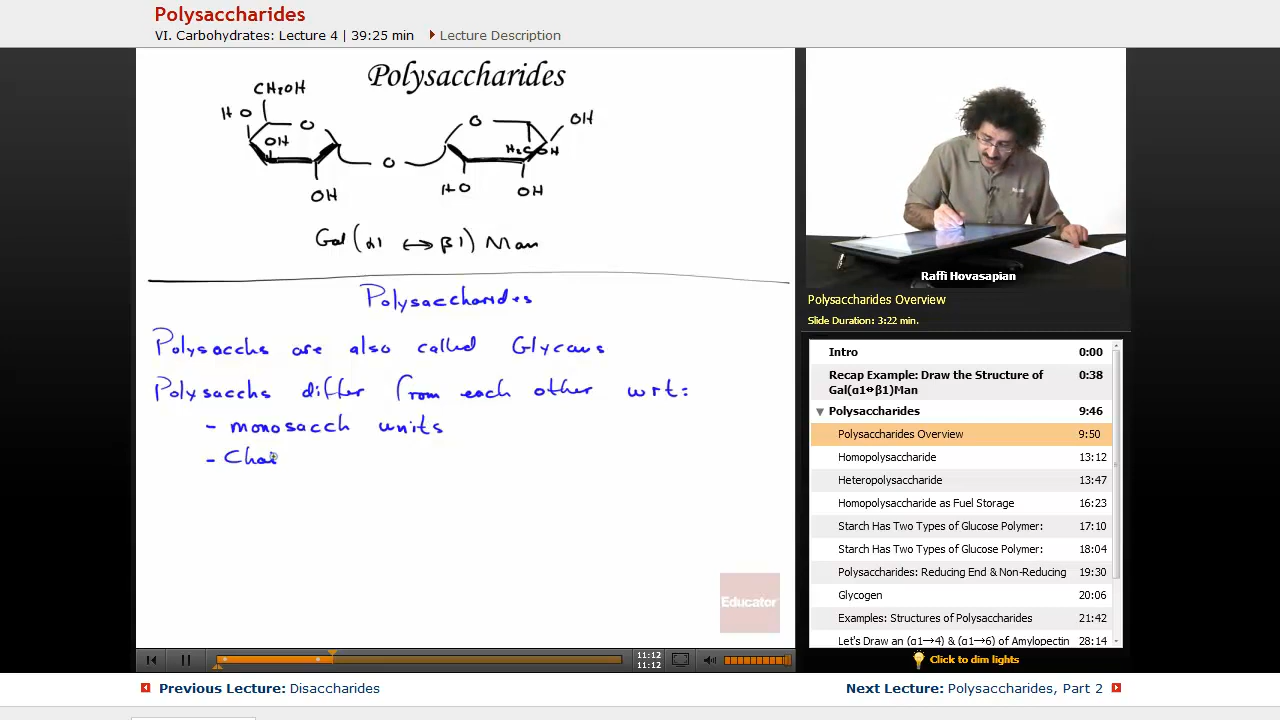 Polysaccharides
VI. Carbohydrates: Lecture 4 | 39:25 min Lecture Description
Polysaccharides
CH₂OH
HO O O OH
OH H₂COH
O
OH HO OH
Gal (α1 ↔ β1) Man
Polysaccharides
Polysacchs are also called Glycans
Polysacchs differ from each other wrt:
- monosacch units
- Chai
Educator
11:12
11:12
Raffi Hovasapian
Polysaccharides Overview
Slide Duration: 3:22 min.
Intro 0:00
Recap Example: Draw the Structure of 0:38
Gal(α1↔β1)Man
Polysaccharides 9:46
Polysaccharides Overview 9:50
Homopolysaccharide 13:12
Heteropolysaccharide 13:47
Homopolysaccharide as Fuel Storage 16:23
Starch Has Two Types of Glucose Polymer: 17:10
Starch Has Two Types of Glucose Polymer: 18:04
Polysaccharides: Reducing End & Non-Reducing 19:30
Glycogen 20:06
Examples: Structures of Polysaccharides 21:42
Let's Draw an (α1→4) & (α1→6) of Amylopectin 28:14
Click to dim lights
Previous Lecture: Disaccharides
Next Lecture: Polysaccharides, Part 2